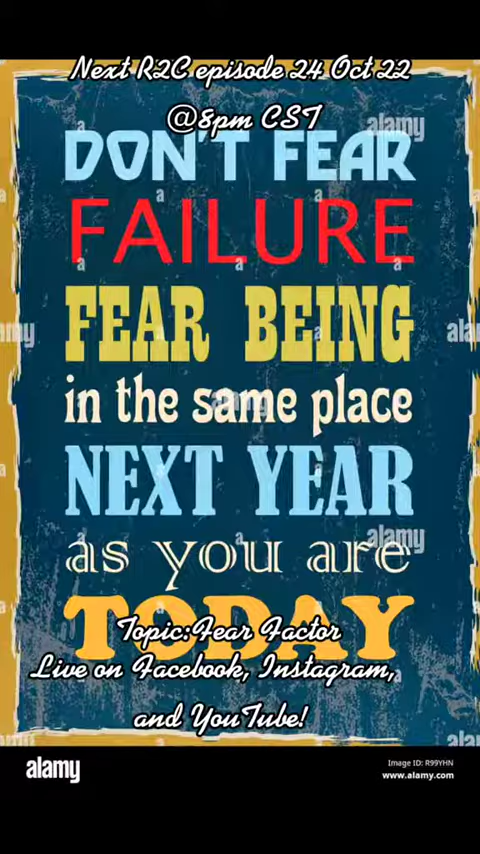 Next R2C episode 24 Oct 22
@8pm CST
alamy
DON'T FEAR
FAILURE
FEAR BEING
in the same place
NEXT YEAR
as you are
alamy
TODAY
Topic:Fear Factor
Live on Facebook, Instagram,
and YouTube!
alamy
Image ID: R99YHN
www.alamy.com